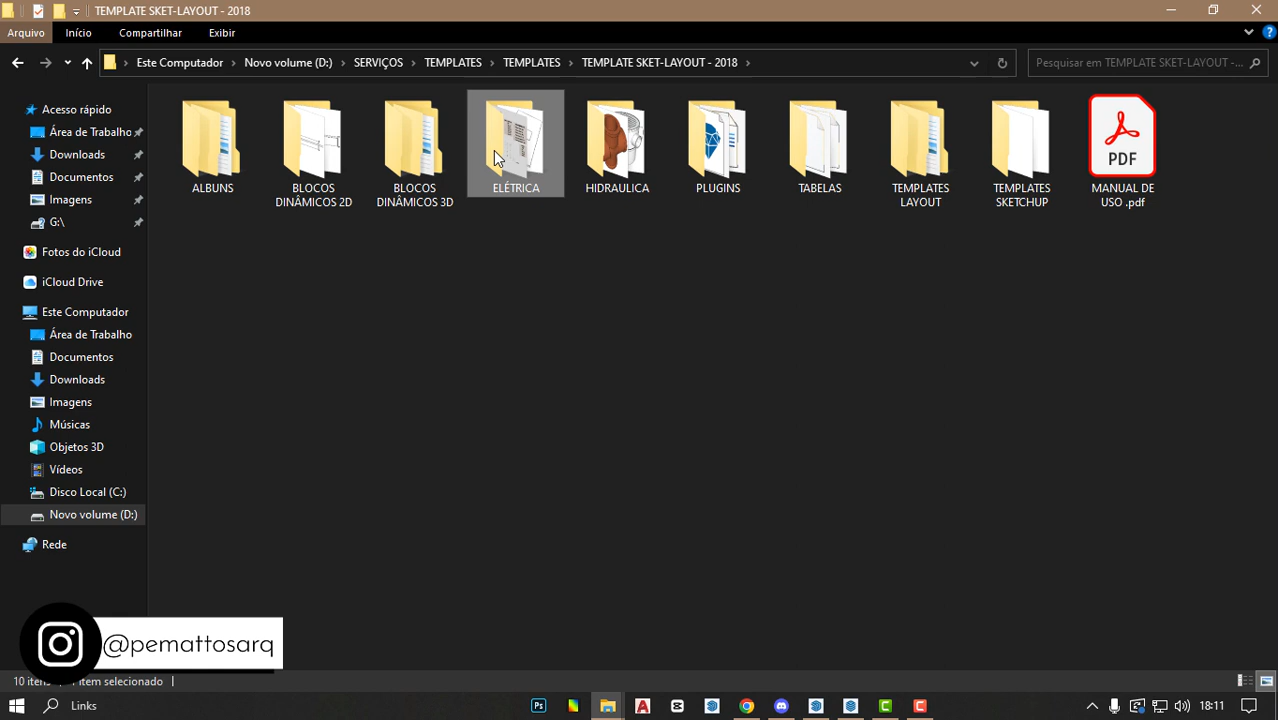 TEMPLATE SKET-LAYOUT - 2018
Arquivo Início Compartilhar Exibir
Este Computador > Novo volume (D:) > SERVIÇOS > TEMPLATES > TEMPLATES > TEMPLATE SKET-LAYOUT - 2018 >
Pesquisar em TEMPLATE SKET-LAYOUT -...
Acesso rápido
Área de Trabalho
Downloads
Documentos
Imagens
G:\
Fotos do iCloud
iCloud Drive
Este Computador
Área de Trabalho
Documentos
Downloads
Imagens
Músicas
Objetos 3D
Vídeos
Disco Local (C:)
Novo volume (D:)
Rede
ALBUNS
BLOCOS
DINÂMICOS 2D
BLOCOS
DINÂMICOS 3D
ELÉTRICA
HIDRAULICA
PLUGINS
TABELAS
TEMPLATES
LAYOUT
TEMPLATES
SKETCHUP
PDF
MANUAL DE
USO .pdf
@pemattosarq
10 itens
item selecionado
Links
Ps
A
C
C
18:11